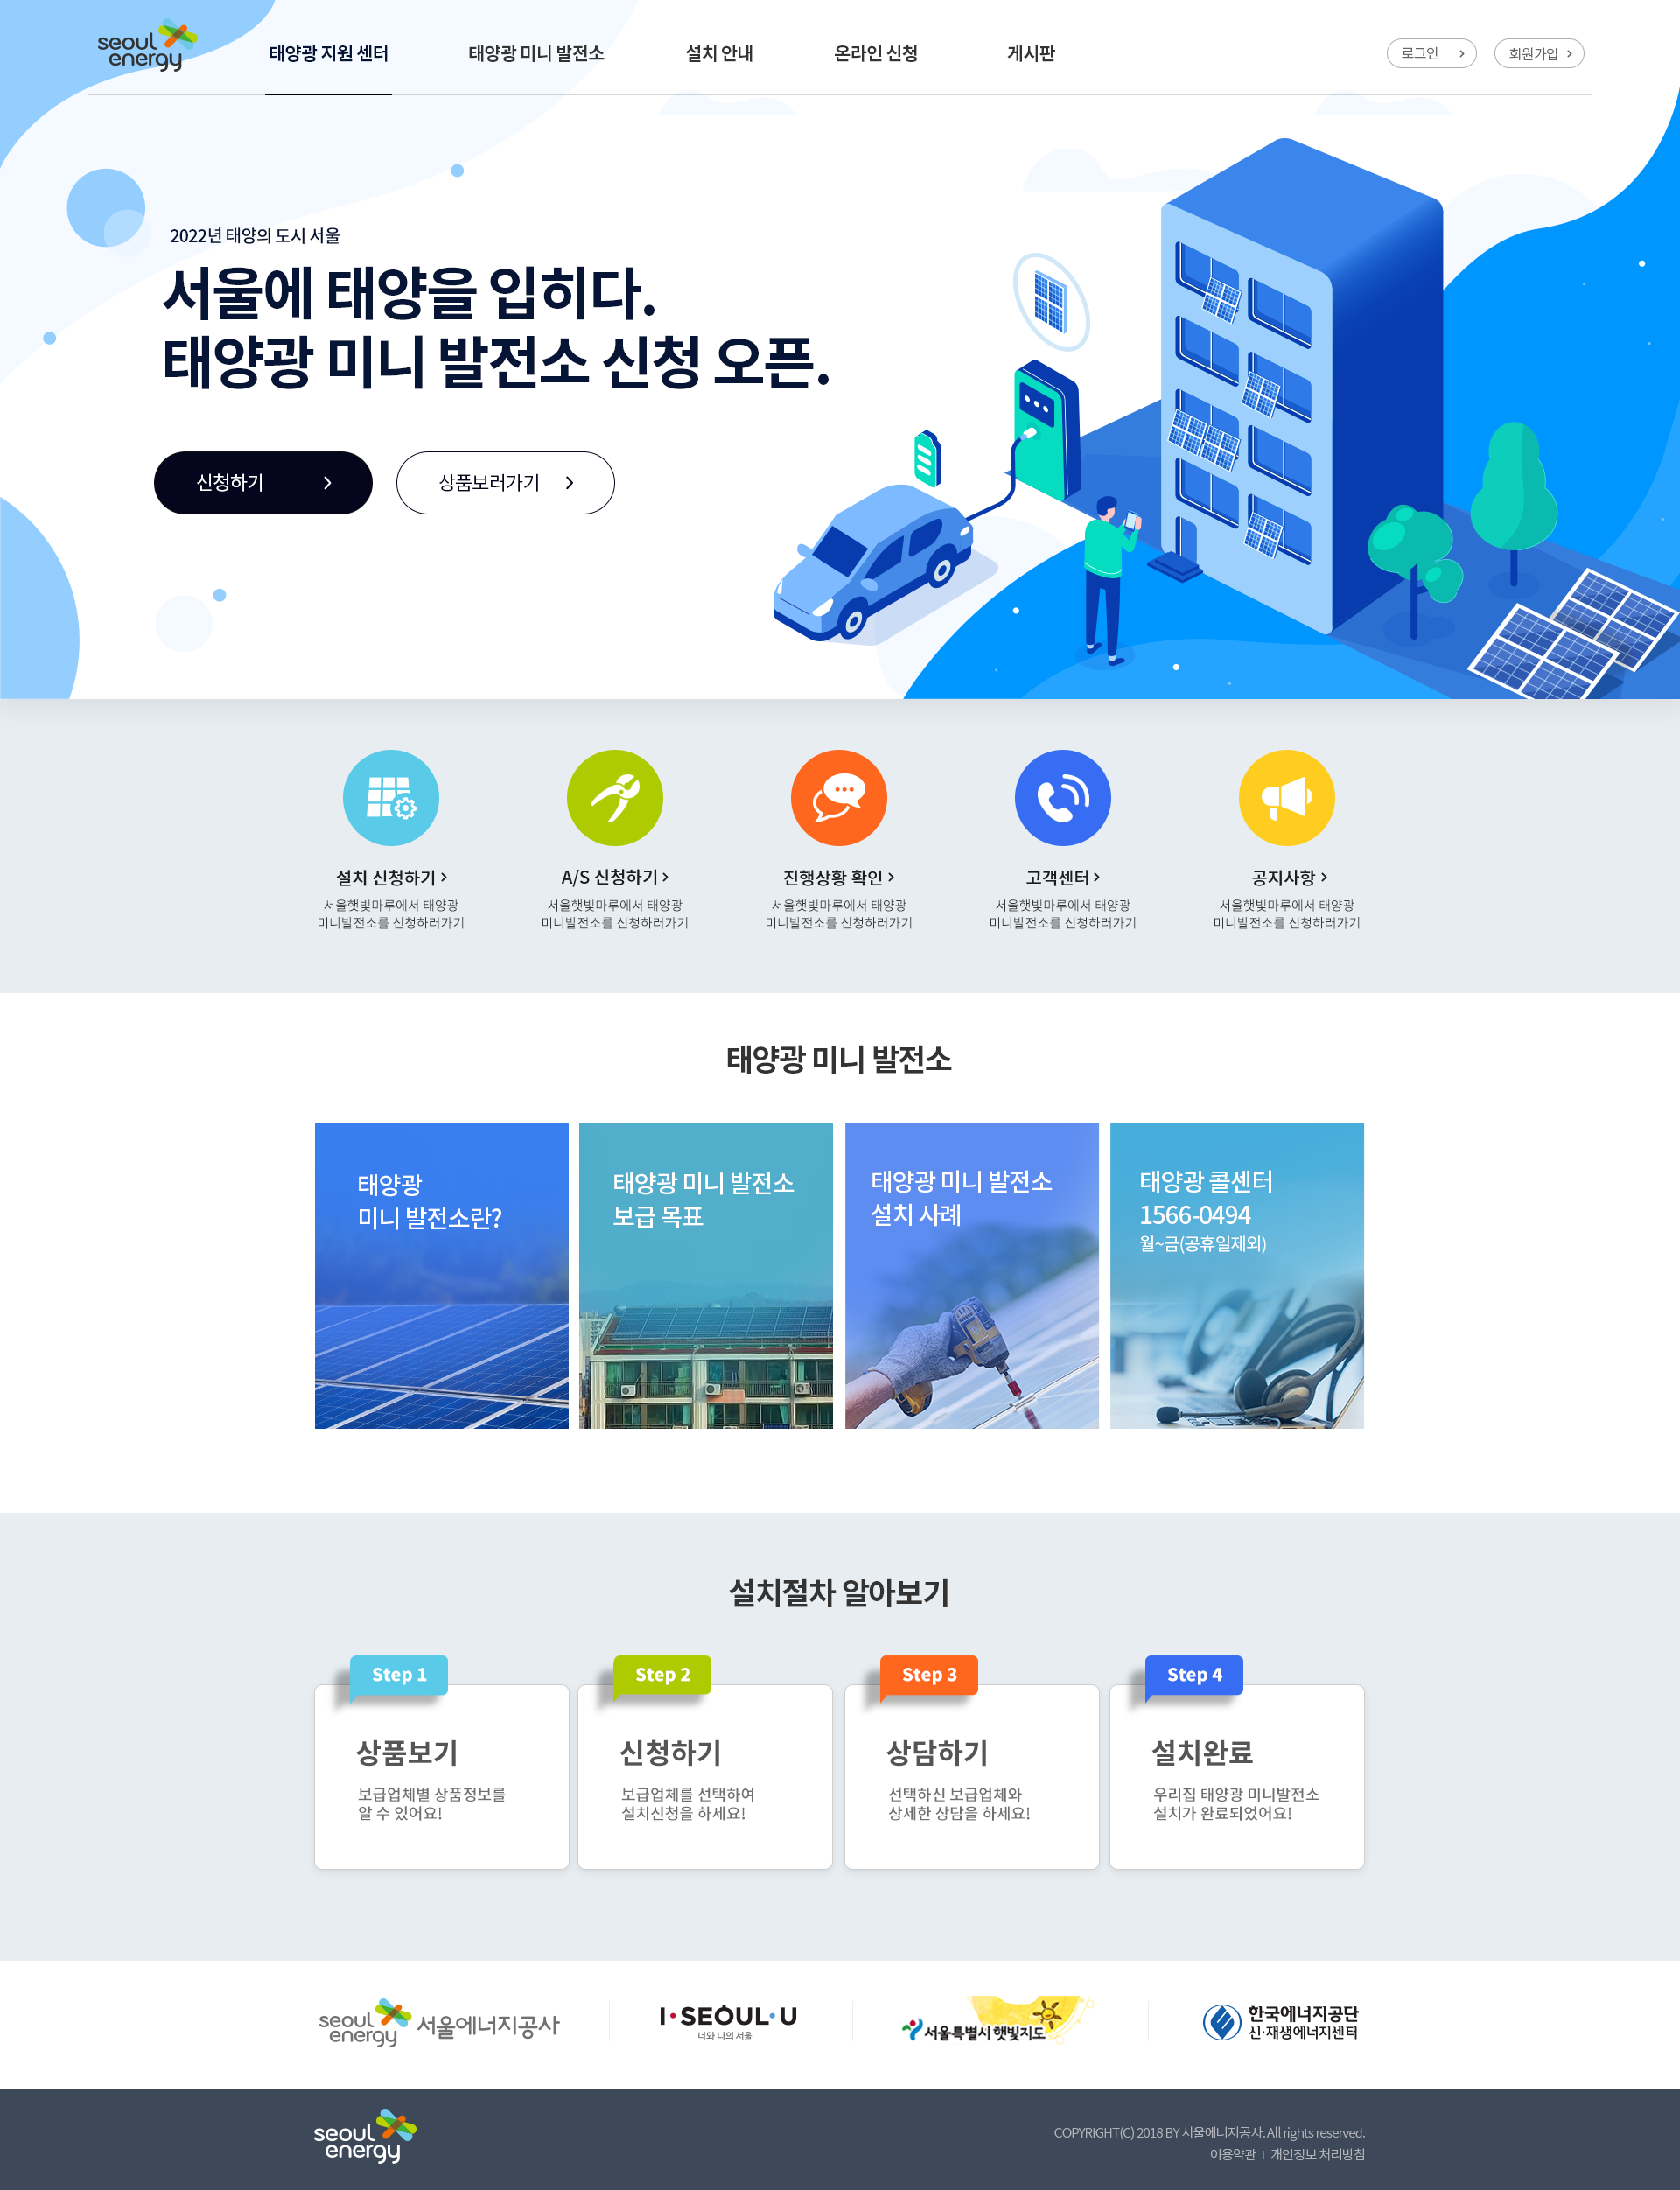 seoul
energy
태양광 지원 센터
태양광 미니 발전소
설치 안내
온라인 신청
게시판
로그인
회원가입
2022년 태양의 도시 서울
서울에 태양을 입히다.
태양광 미니 발전소 신청 오픈.
신청하기
상품보러가기
설치 신청하기
서울햇빛마루에서 태양광
미니발전소를 신청하러가기
A/S 신청하기
서울햇빛마루에서 태양광
미니발전소를 신청하러가기
진행상황 확인
서울햇빛마루에서 태양광
미니발전소를 신청하러가기
고객센터
서울햇빛마루에서 태양광
미니발전소를 신청하러가기
공지사항
서울햇빛마루에서 태양광
미니발전소를 신청하러가기
태양광 미니 발전소
태양광
미니 발전소란?
태양광 미니 발전소
보급 목표
태양광 미니 발전소
설치 사례
태양광 콜센터
1566-0494
월~금(공휴일제외)
설치절차 알아보기
Step 1
상품보기
보급업체별 상품정보를
알 수 있어요!
Step 2
신청하기
보급업체를 선택하여
설치신청을 하세요!
Step 3
상담하기
선택하신 보급업체와
상세한 상담을 하세요!
Step 4
설치완료
우리집 태양광 미니발전소
설치가 완료되었어요!
seoul
energy
서울에너지공사
I·SEOUL·U
너와 나의 서울
서울특별시 햇빛지도
한국에너지공단
신·재생에너지센터
seoul
energy
COPYRIGHT(C) 2018 BY 서울에너지공사. All rights reserved.
이용약관 | 개인정보 처리방침